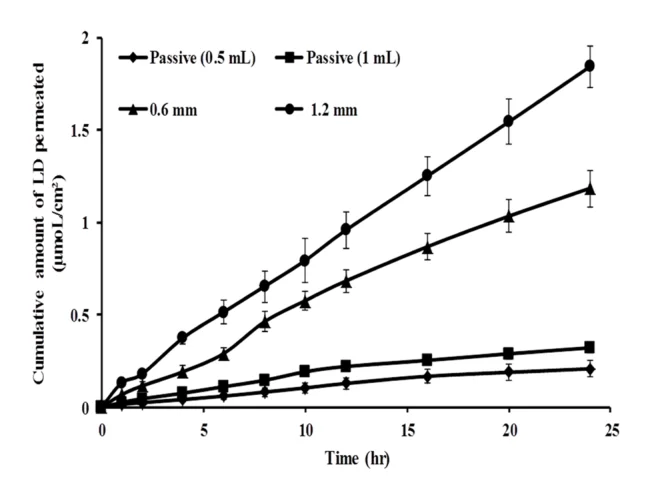 Cumulative amount of LD permeated
(µmoL/cm²)
2
1.5
1
0.5
0
Passive (0.5 mL)
Passive (1 mL)
0.6 mm
1.2 mm
0
5
10
15
20
25
Time (hr)